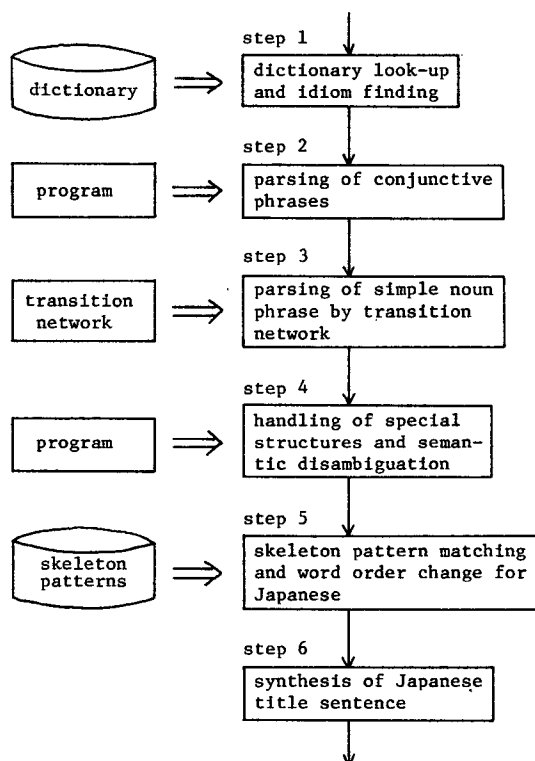 step 1
dictionary
dictionary look-up
and idiom finding
step 2
program
parsing of conjunctive
phrases
step 3
transition
network
parsing of simple noun
phrase by transition
network
step 4
program
handling of special
structures and seman-
tic disambiguation
step 5
skeleton
patterns
skeleton pattern matching
and word order change for
Japanese
step 6
synthesis of Japanese
title sentence